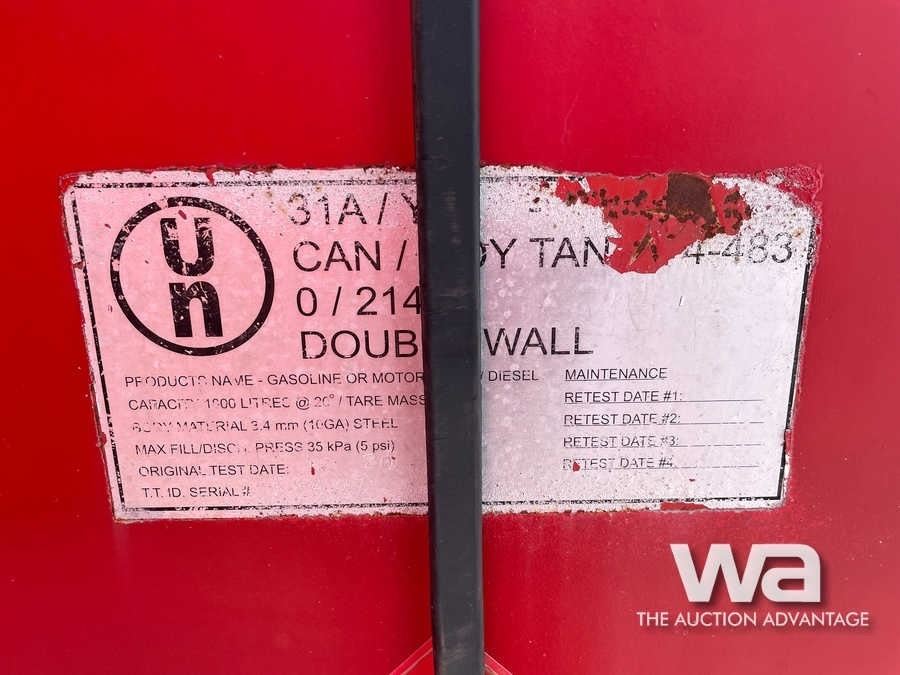 un
31A / Y
CAN / DY TAN 4-483
0 / 214
DOUB WALL
PRODUCTS NAME - GASOLINE OR MOTOR / DIESEL
CAPACITY LITRES @ 20° / TARE MASS
BODY MATERIAL 3.4 mm (10GA) STEEL
MAX FILL/DISCH. PRESS 35 kPa (5 psi)
ORIGINAL TEST DATE:
T.T. ID. SERIAL #
MAINTENANCE
RETEST DATE #1:
RETEST DATE #2:
RETEST DATE #3:
RETEST DATE #4
wa
THE AUCTION ADVANTAGE